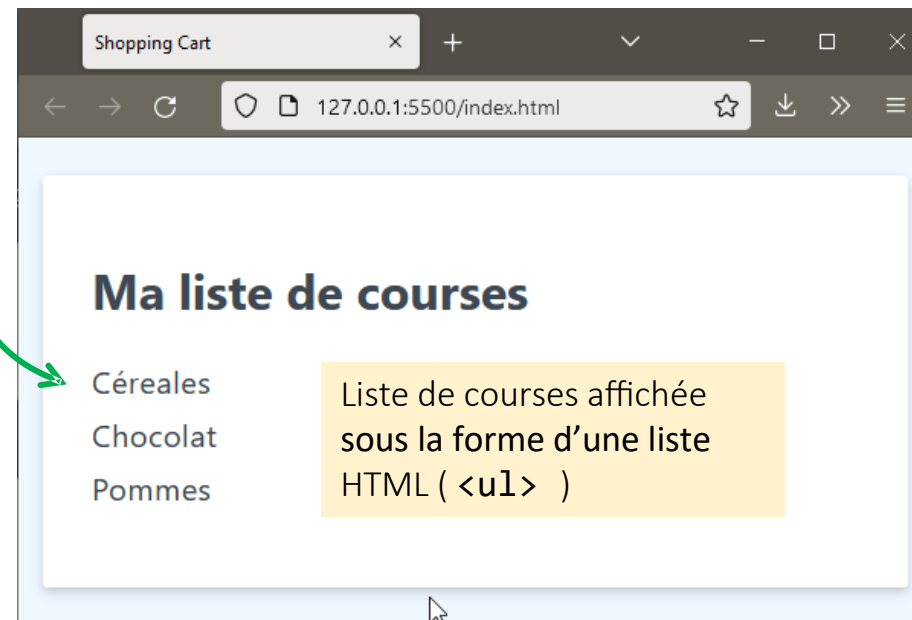 Shopping Cart
127.0.0.1:5500/index.html
Ma liste de courses
Céreales
Chocolat
Pommes
Liste de courses affichée
sous la forme d’une liste
HTML ( <ul> )